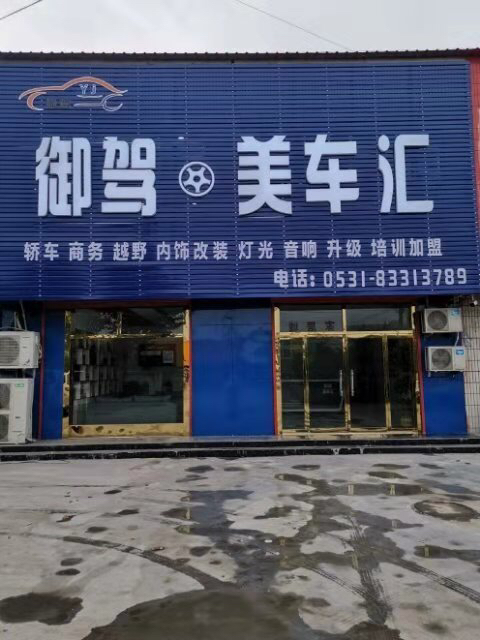 YJ
御驾 美车汇
轿车 商务 越野 内饰改装 灯光 音响 升级 培训加盟
电话：0531-83313789